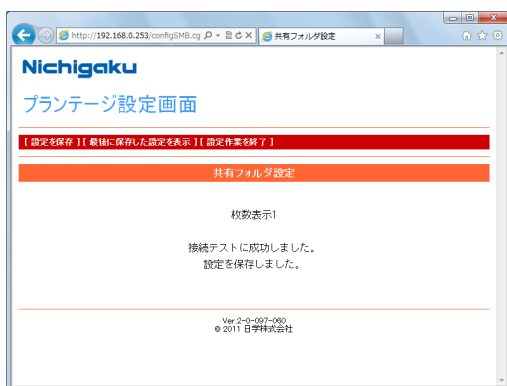 http://192.168.0.253/configSMB.cg
共有フォルダ設定
Nichigaku
プランテージ設定画面
[ 設定を保存 ][ 最後に保存した設定を表示 ][ 設定作業を終了 ]
共有フォルダ設定
枚数表示1
接続テストに成功しました。
設定を保存しました。
Ver.2-0-097-060
© 2011 日学株式会社